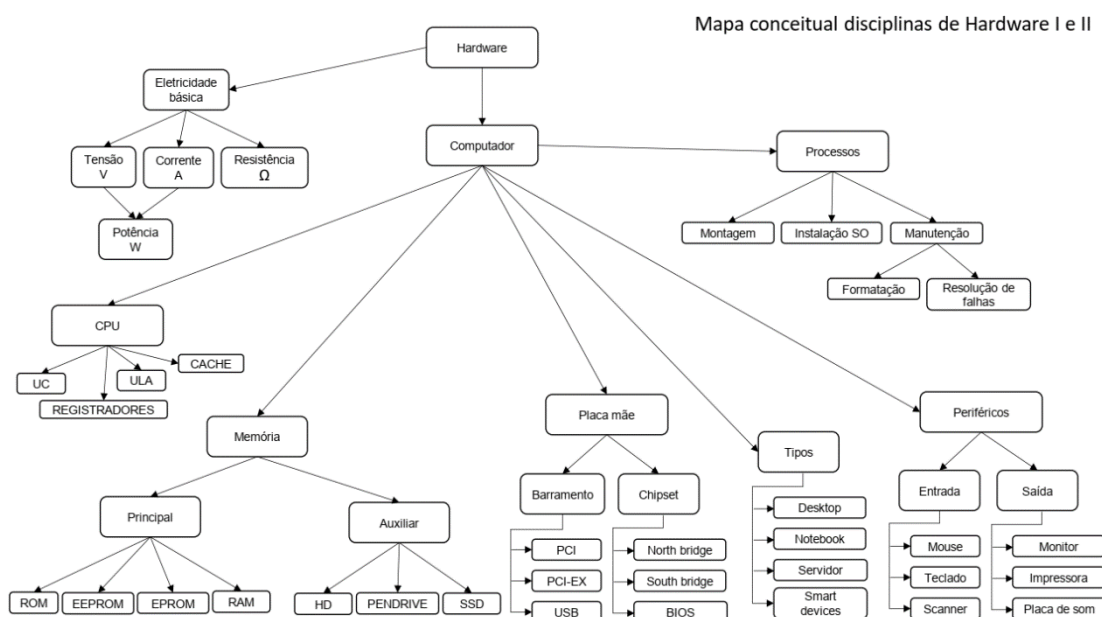 Mapa conceitual disciplinas de Hardware I e II
Hardware
Eletricidade
básica
Computador
Processos
Tensão
V
Corrente
A
Resistência
Ω
Potência
W
Montagem
Instalação SO
Manutenção
Formatação
Resolução de
falhas
CPU
UC
REGISTRADORES
ULA
CACHE
Memória
Principal
ROM
EEPROM
EPROM
RAM
Auxiliar
HD
PENDRIVE
SSD
Placa mãe
Barramento
PCI
PCI-EX
USB
Chipset
North bridge
South bridge
BIOS
Tipos
Desktop
Notebook
Servidor
Smart
devices
Periféricos
Entrada
Mouse
Teclado
Scanner
Saída
Monitor
Impressora
Placa de som